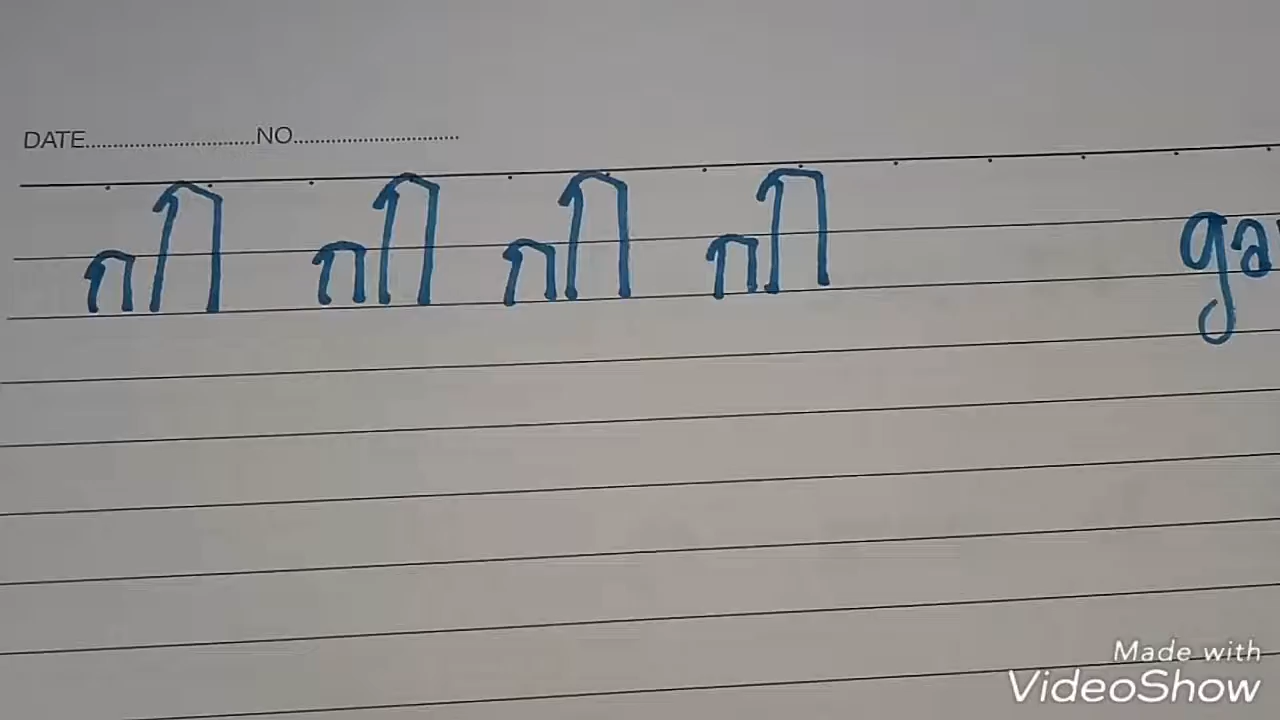 DATE..............................NO..............................
ᬕ ᬕ ᬕ ᬕ ga
Made with
VideoShow